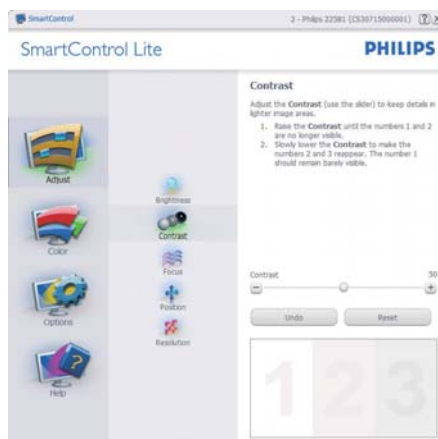 SmartControl
2 - Philips 225B1 (CS30715000001)
SmartControl Lite
PHILIPS
Adjust
Color
Options
Help
Brightness
Contrast
Focus
Position
Resolution
Contrast
Adjust the Contrast (use the slider) to keep details in
lighter image areas.
1. Raise the Contrast until the numbers 1 and 2
are no longer visible.
2. Slowly lower the Contrast to make the
numbers 2 and 3 reappear. The number 1
should remain barely visible.
Contrast
50
Undo
Reset
1 2 3